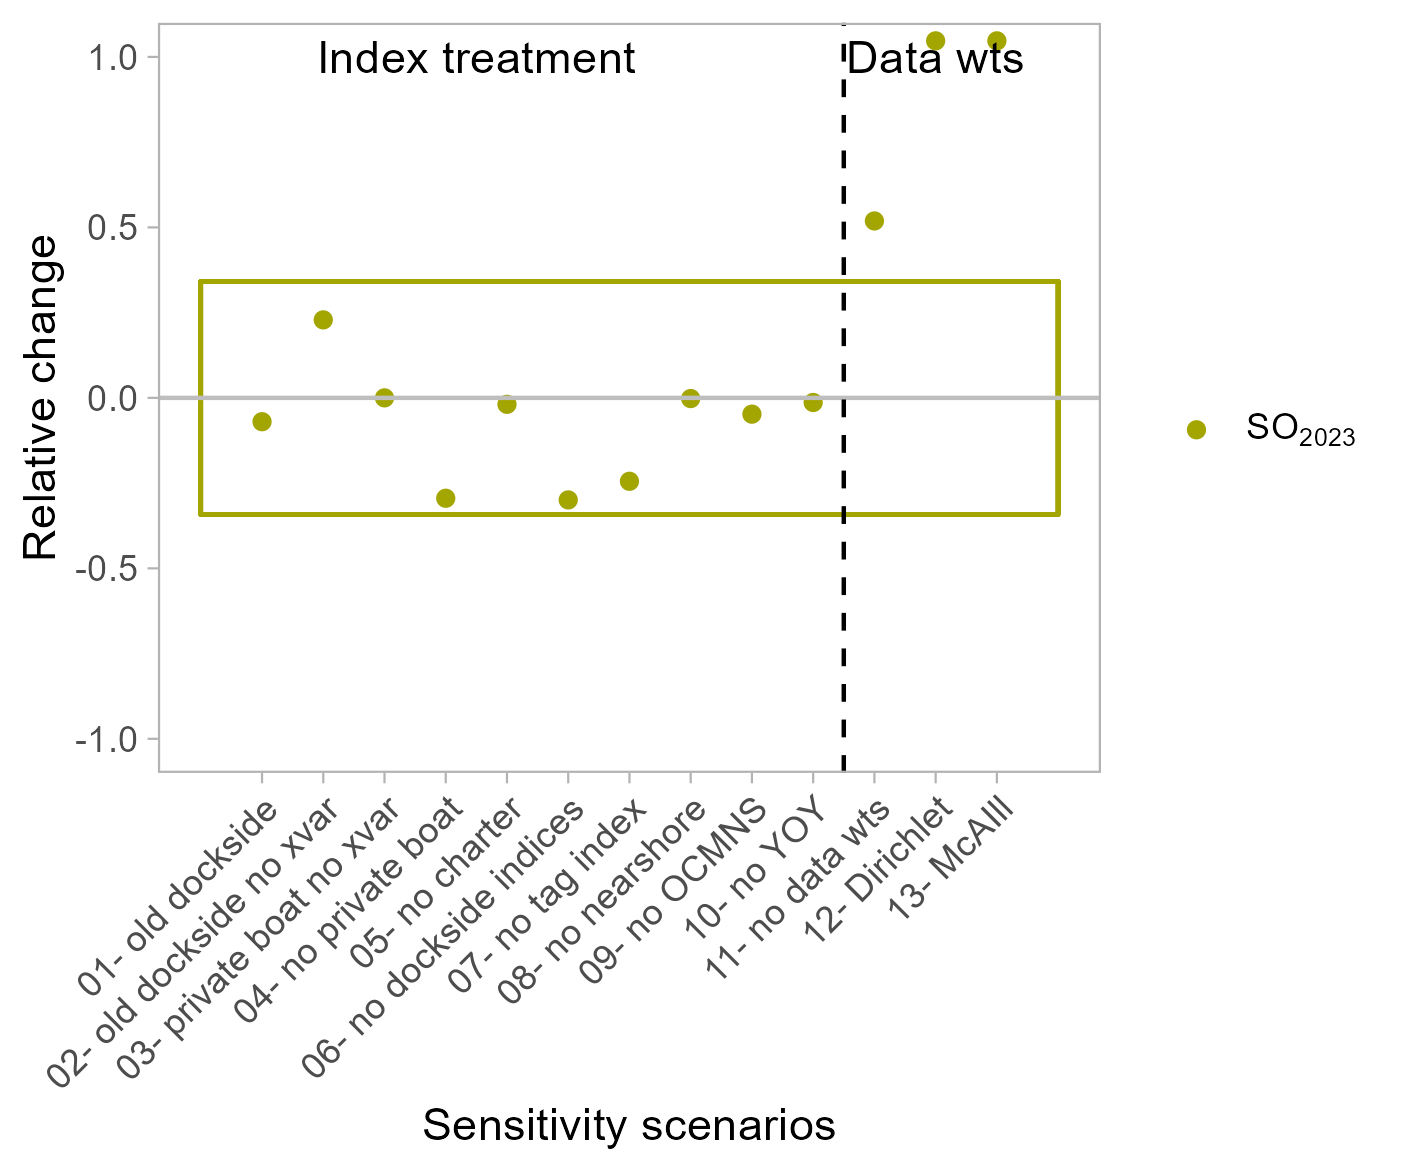 Index treatment
Data wts
1.0
0.5
0.0
-0.5
-1.0
Relative change
01- old dockside
02- old dockside no xvar
03- private boat no xvar
04- no private boat
05- no charter
06- no dockside indices
07- no tag index
08- no nearshore
09- no OCMNS
10- no YOY
11- no data wts
12- Dirichlet
13- McAlll
Sensitivity scenarios
SO2023